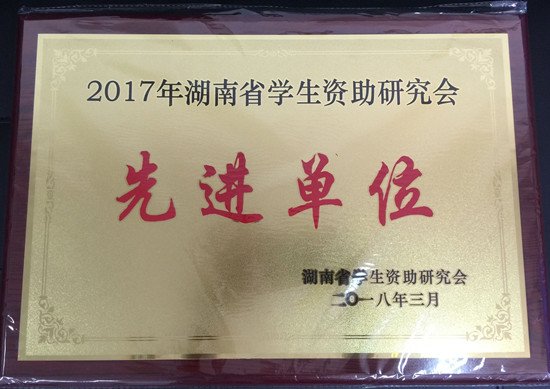 2017年湖南省学生资助研究会
先进单位
湖南省学生资助研究会
二〇一八年三月